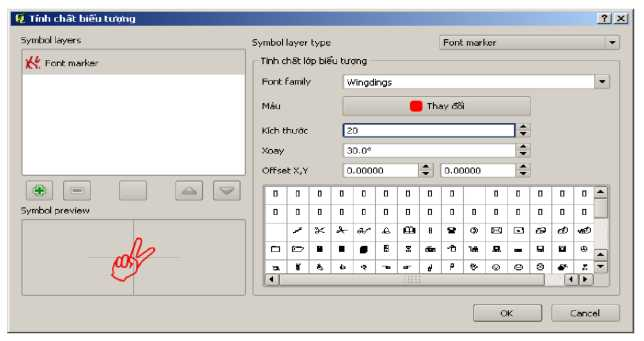 Tính chất biểu tượng
Symbol layers
Font marker
Symbol preview
Symbol layer type
Font marker
Tính chất lớp biểu tượng
Font family
Wingdings
Màu
Thay đổi
Kích thước
20
Xoay
30.0°
Offset X,Y
0.00000
0.00000
OK
Cancel